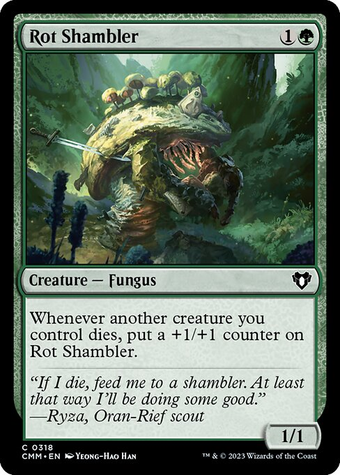 Rot Shambler 1
Creature — Fungus
Whenever another creature you
control dies, put a +1/+1 counter on
Rot Shambler.
“If I die, feed me to a shambler. At least
that way I’ll be doing some good.”
—Ryza, Oran-Rief scout
1/1
C 0318
CMM • EN Yeong-Hao Han
™ & © 2023 Wizards of the Coast